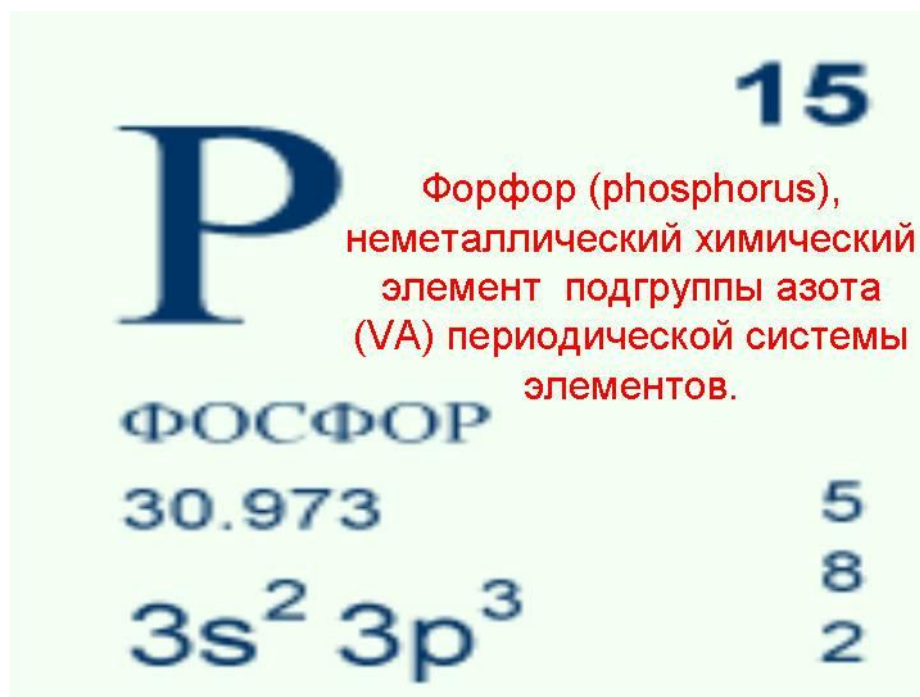 15
P
Форфор (phosphorus),
неметаллический химический
элемент подгруппы азота
(VA) периодической системы
элементов.
ФОСФОР
30.973
5
8
3s² 3p³
2